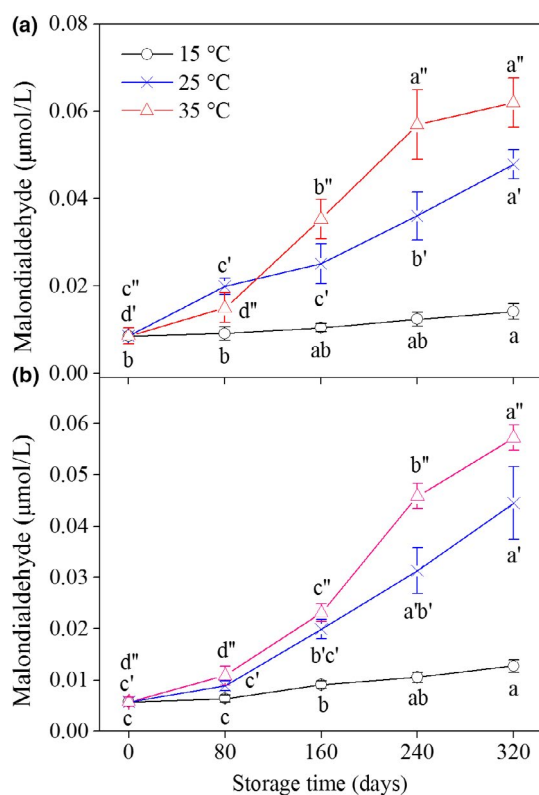 (a)
0.08
0.06
0.04
0.02
0.00
Malondialdehyde (μmol/L)
15 °C
25 °C
35 °C
c" c' b" a" a"
d' d" c' b' a'
b b ab ab a
(b)
0.06
0.05
0.04
0.03
0.02
0.01
0.00
Malondialdehyde (μmol/L)
d" d" c" b" a"
c' c' b'c' a'b' a'
c c b ab a
0 80 160 240 320
Storage time (days)